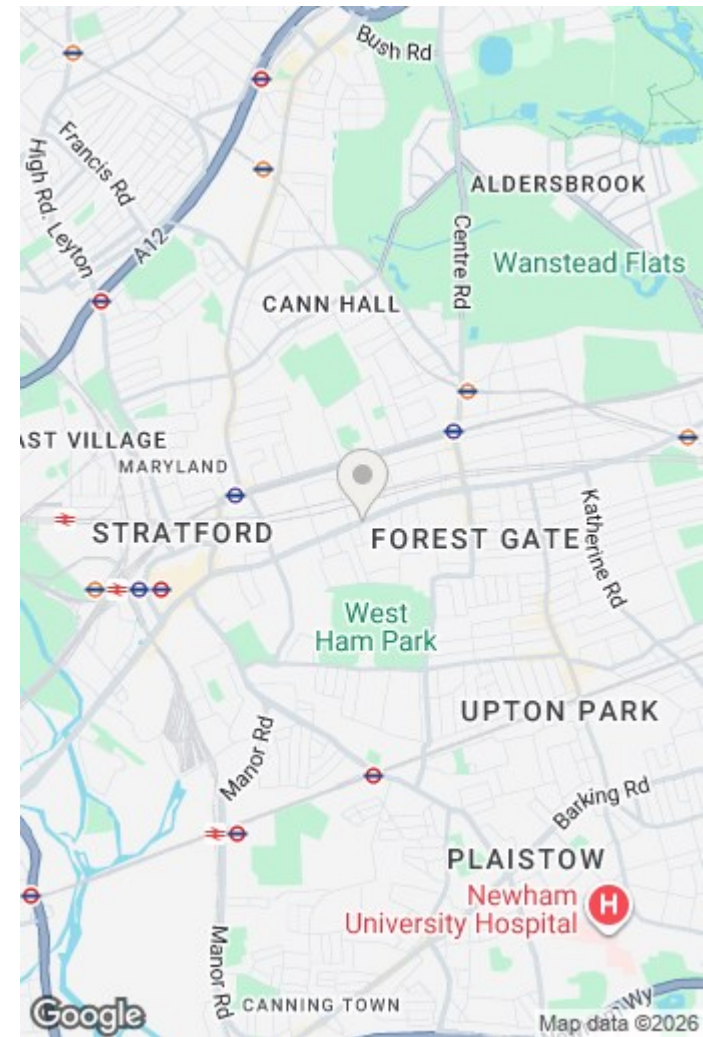 Bush Rd
Francis Rd
High Rd. Leyton
A12
ALDERSBROOK
Centre Rd
Wanstead Flats
CANN HALL
AST VILLAGE
MARYLAND
STRATFORD
FOREST GATE
Katherine Rd
West
Ham Park
UPTON PARK
Manor Rd
Barking Rd
PLAISTOW
Newham
University Hospital
H
Manor Rd
CANNING TOWN
Wy
Google
Map data ©2026